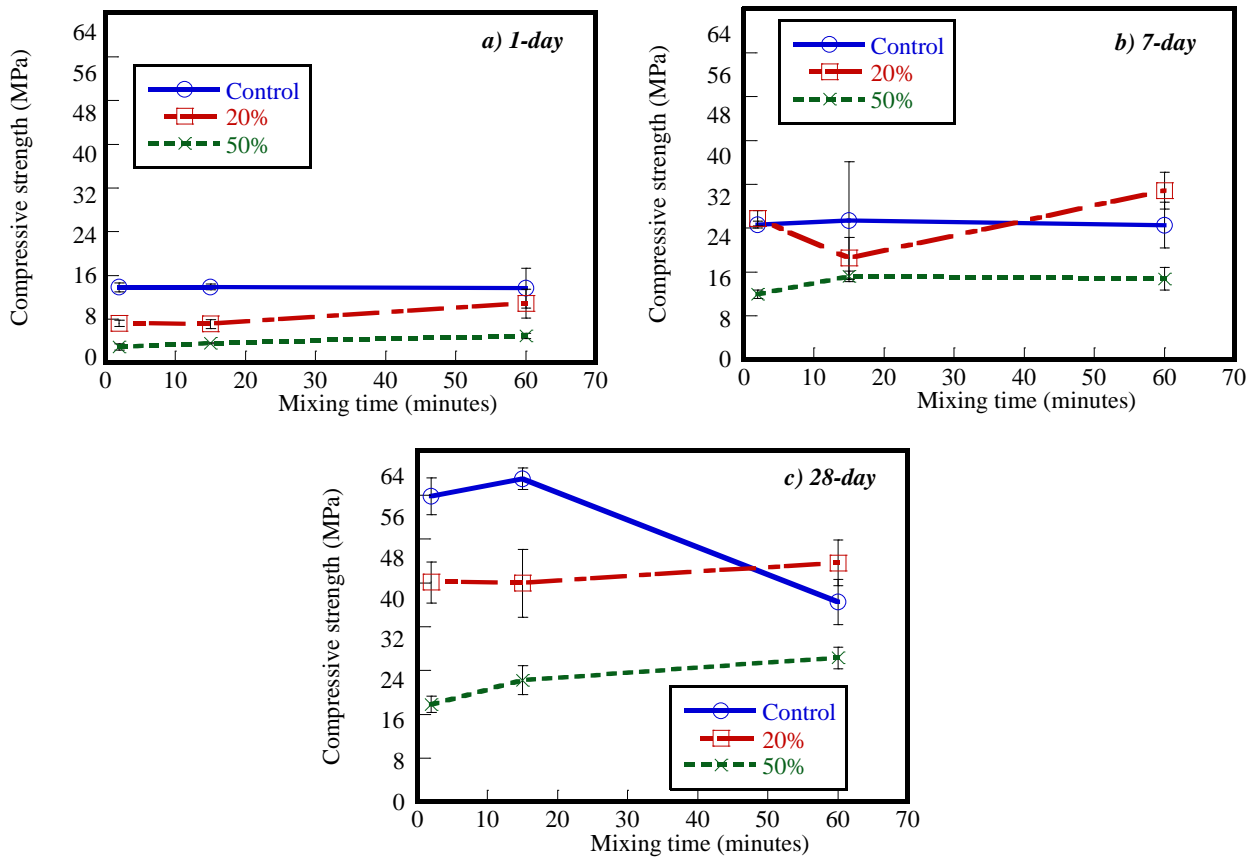 a) 1-day
Control
20%
50%
Compressive strength (MPa)
64
56
48
40
32
24
16
8
0
0 10 20 30 40 50 60 70
Mixing time (minutes)
b) 7-day
Control
20%
50%
Compressive strength (MPa)
64
56
48
40
32
24
16
8
0
0 10 20 30 40 50 60 70
Mixing time (minutes)
c) 28-day
Compressive strength (MPa)
64
56
48
40
32
24
16
8
0
Control
20%
50%
0 10 20 30 40 50 60 70
Mixing time (minutes)